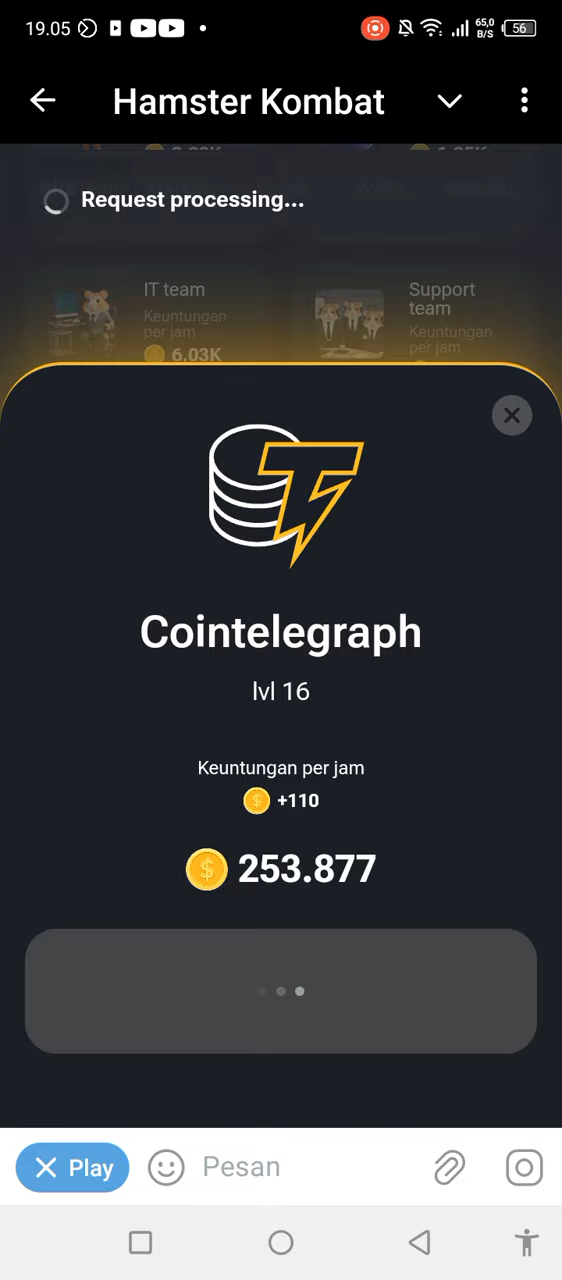 19.05
65,0
B/S
56
Hamster Kombat
Request processing...
IT team
Keuntungan
per jam
6,03K
Support
team
Keuntungan
per jam
Cointelegraph
lvl 16
Keuntungan per jam
+110
253.877
Play
Pesan